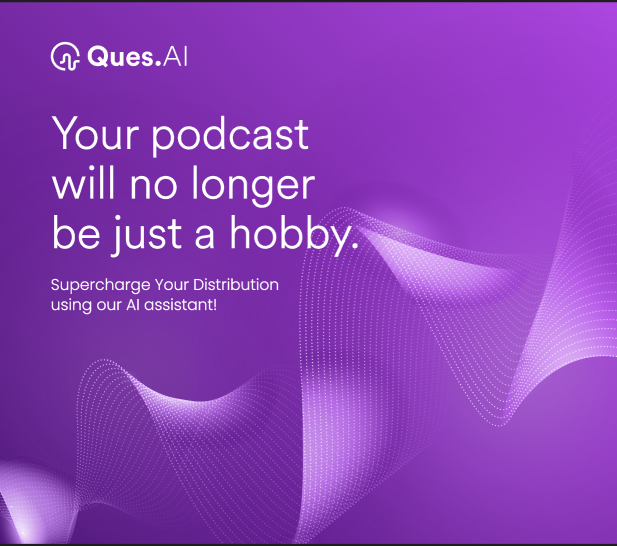 Ques.AI
Your podcast
will no longer
be just a hobby.
Supercharge Your Distribution
using our AI assistant!